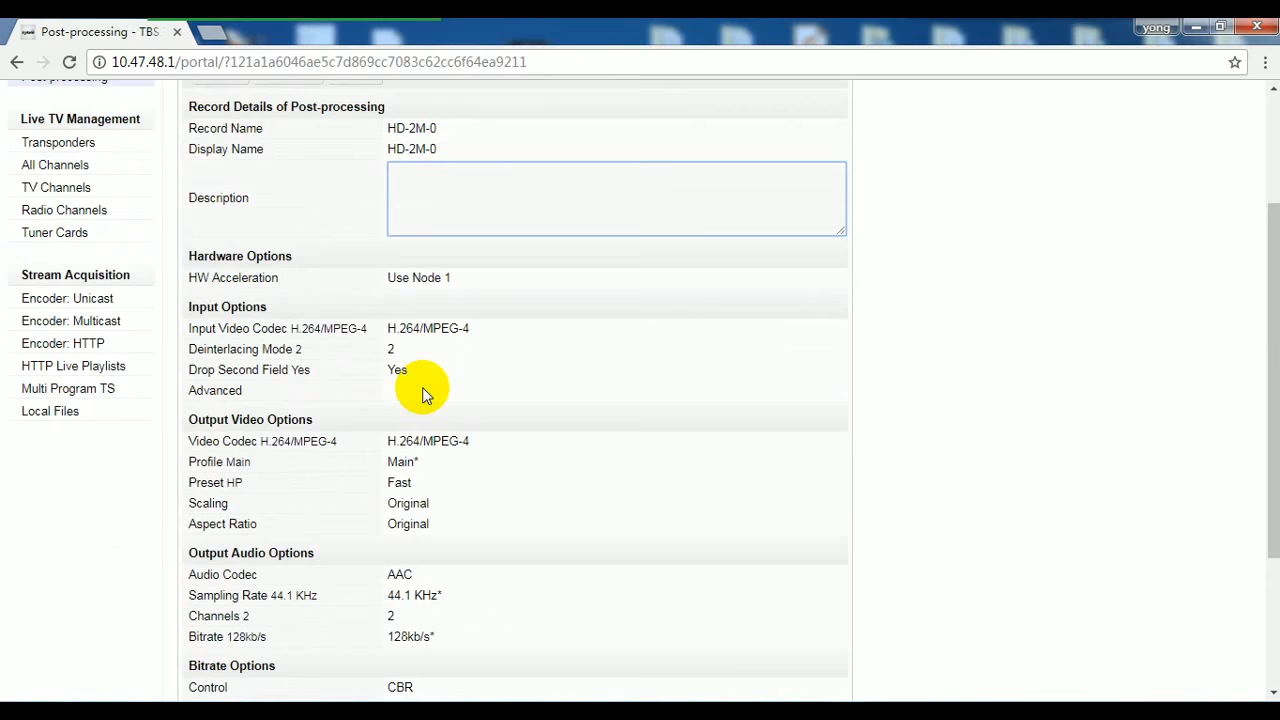 Post-processing - TBS
yong
10.47.48.1/portal/?121a1a6046ae5c7d869cc7083c62cc6f64ea9211
Post-processing
Live TV Management
Transponders
All Channels
TV Channels
Radio Channels
Tuner Cards
Stream Acquisition
Encoder: Unicast
Encoder: Multicast
Encoder: HTTP
HTTP Live Playlists
Multi Program TS
Local Files
Record Details of Post-processing
Record Name HD-2M-0
Display Name HD-2M-0
Description
Hardware Options
HW Acceleration Use Node 1
Input Options
Input Video Codec H.264/MPEG-4 H.264/MPEG-4
Deinterlacing Mode 2 2
Drop Second Field Yes Yes
Advanced
Output Video Options
Video Codec H.264/MPEG-4 H.264/MPEG-4
Profile Main Main*
Preset HP Fast
Scaling Original
Aspect Ratio Original
Output Audio Options
Audio Codec AAC
Sampling Rate 44.1 KHz 44.1 KHz*
Channels 2 2
Bitrate 128kb/s 128kb/s*
Bitrate Options
Control CBR